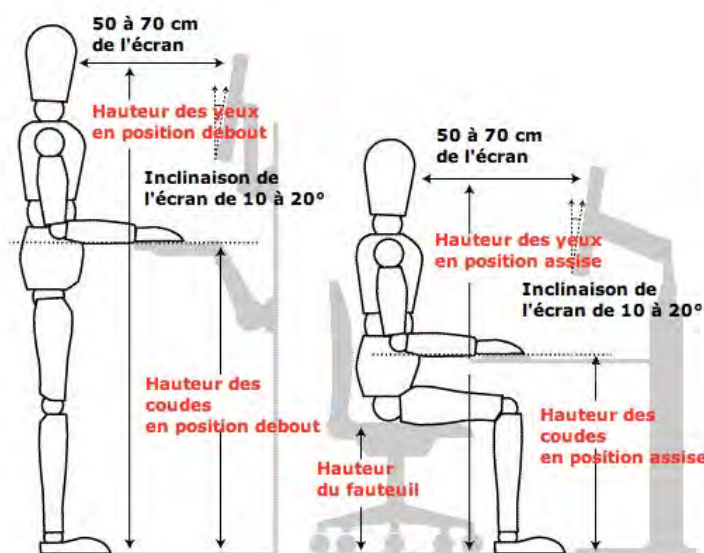 50 à 70 cm
de l'écran
Hauteur des yeux
en position debout
Inclinaison de
l'écran de 10 à 20°
Hauteur des
coudes
en position debout
50 à 70 cm
de l'écran
Hauteur des yeux
en position assise
Inclinaison de
l'écran de 10 à 20°
Hauteur des
coudes
en position assise
Hauteur
du fauteuil